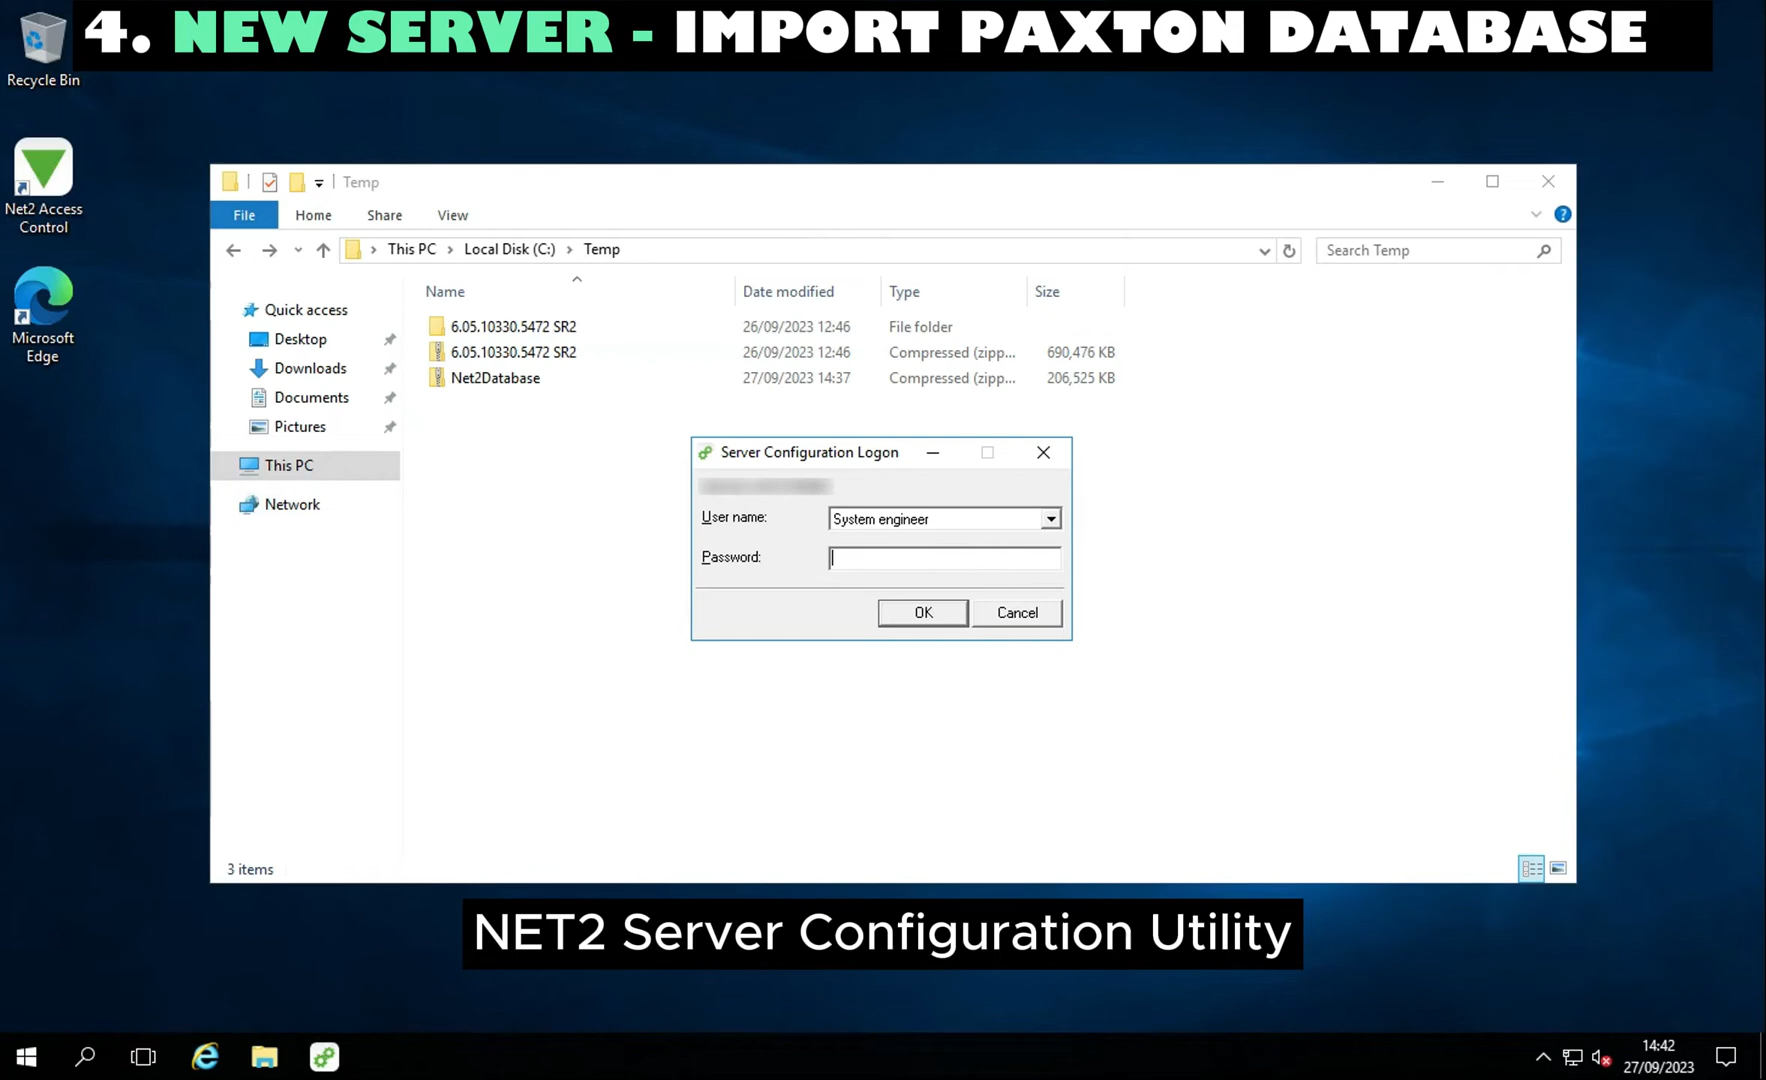 4. NEW SERVER - IMPORT PAXTON DATABASE
Recycle Bin
Net2 Access
Control
Microsoft
Edge
Temp
File Home Share View
This PC > Local Disk (C:) > Temp
Search Temp
Name Date modified Type Size
6.05.10330.5472 SR2 26/09/2023 12:46 File folder
6.05.10330.5472 SR2 26/09/2023 12:46 Compressed (zipp... 690,476 KB
Net2Database 27/09/2023 14:37 Compressed (zipp... 206,525 KB
Quick access
Desktop
Downloads
Documents
Pictures
This PC
Network
Server Configuration Logon
User name: System engineer
Password:
OK Cancel
3 items
NET2 Server Configuration Utility
14:42
27/09/2023